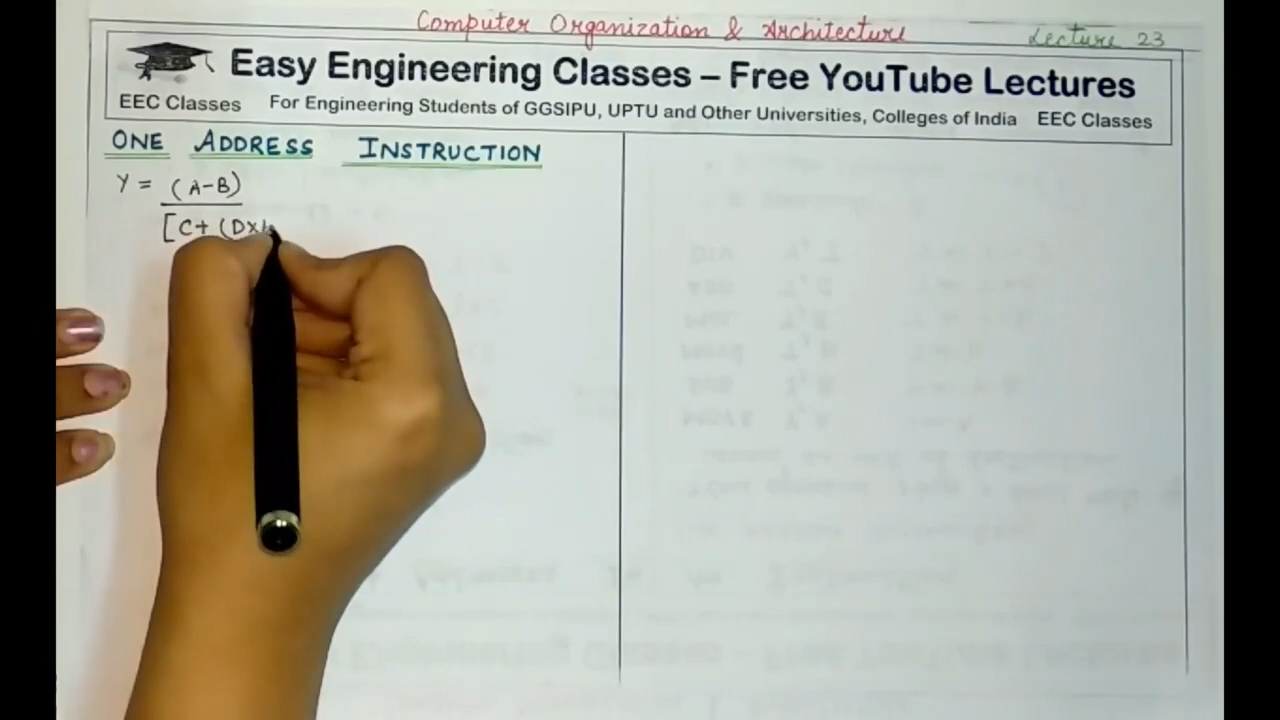 Computer Organization & Architecture
Lecture 23
Easy Engineering Classes – Free YouTube Lectures
EEC Classes For Engineering Students of GGSIPU, UPTU and Other Universities, Colleges of India EEC Classes
ONE ADDRESS INSTRUCTION
Y = (A-B)
[C+ (Dx